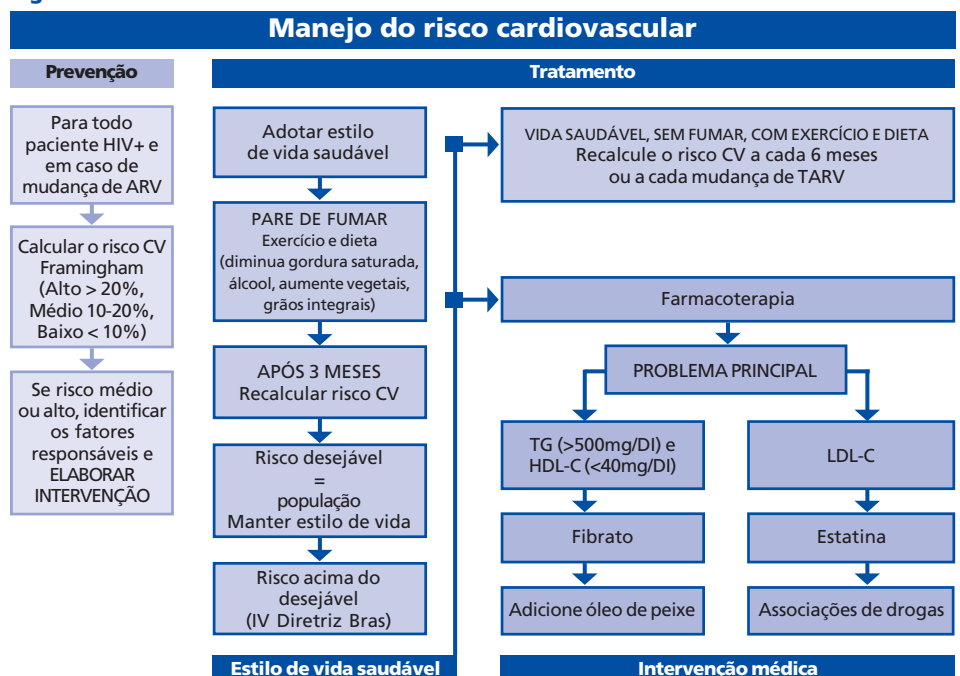 Manejo do risco cardiovascular
Prevenção
Para todo
paciente HIV+ e
em caso de
mudança de ARV
Calcular o risco CV
Framingham
(Alto > 20%,
Médio 10-20%,
Baixo < 10%)
Se risco médio
ou alto, identificar
os fatores
responsáveis e
ELABORAR
INTERVENÇÃO
Tratamento
Adotar estilo
de vida saudável
PARE DE FUMAR
Exercício e dieta
(diminua gordura saturada,
álcool, aumente vegetais,
grãos integrais)
APÓS 3 MESES
Recalcular risco CV
Risco desejável
=
população
Manter estilo de vida
Risco acima do
desejável
(IV Diretriz Bras)
Estilo de vida saudável
VIDA SAUDÁVEL, SEM FUMAR, COM EXERCÍCIO E DIETA
Recalcule o risco CV a cada 6 meses
ou a cada mudança de TARV
Farmacoterapia
PROBLEMA PRINCIPAL
TG (>500mg/DI) e
HDL-C (<40mg/DI)
LDL-C
Fibrato
Estatina
Adicione óleo de peixe
Associações de drogas
Intervenção médica